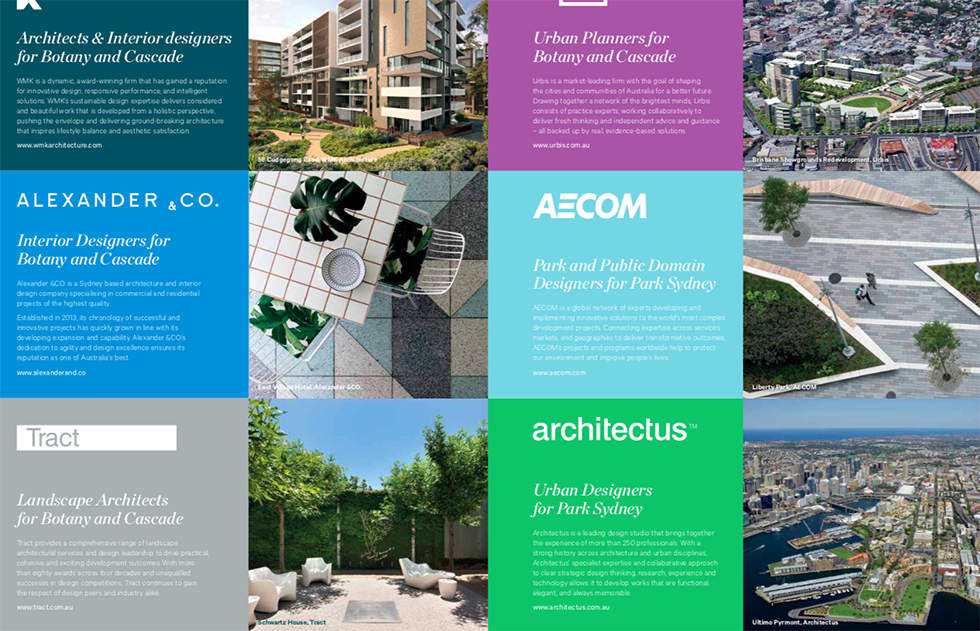 Architects & Interior designers
for Botany and Cascade
WMK is a dynamic, award-winning firm that has gained a reputation
for innovative design, responsive performance, and intelligent
solutions. WMK's sustainable design expertise delivers considered
and beautiful work that is developed from a holistic perspective,
pushing the envelope and delivering ground-breaking architecture
that inspires lifestyle balance and aesthetic satisfaction.
www.wmkarchitecture.com
Urban Planners for
Botany and Cascade
Urbis is a market-leading firm with the goal of shaping
the cities and communities of Australia for a better future.
Drawing together a network of the brightest minds, Urbis
consists of practice experts, working collaboratively to
deliver fresh thinking and independent advice and guidance
– all backed up by real, evidence-based solutions.
www.urbis.com.au
Brisbane Showgrounds Redevelopment, Urbis
ALEXANDER &CO.
Interior Designers for
Botany and Cascade
Alexander &CO is a Sydney based architecture and interior
design company specialising in commercial and residential
projects of the highest quality.
Established in 2013, its chronology of successful and
innovative projects has quickly grown in line with its
developing expansion and capability. Alexander &CO's
dedication to agility and design excellence ensures its
reputation as one of Australia's best.
www.alexanderand.co
East Village Hotel, Alexander &CO.
AECOM
Park and Public Domain
Designers for Park Sydney
AECOM is a global network of experts developing and
implementing innovative solutions to the world's most complex
development projects. Connecting expertise across services,
markets, and geographies to deliver transformative outcomes,
AECOM's projects and programs worldwide help to protect
our environment and improve people's lives.
www.aecom.com
Liberty Park, AECOM
Tract
Landscape Architects
for Botany and Cascade
Tract provides a comprehensive range of landscape
architectural services and design leadership to drive practical,
cohesive and exciting development outcomes. With more
than eighty awards across four decades and unequalled
successes in design competitions, Tract continues to gain
the respect of design peers and industry alike.
www.tract.com.au
Schwartz House, Tract
architectus™
Urban Designers
for Park Sydney
Architectus is a leading design studio that brings together
the experience of more than 250 professionals. With a
strong history across architecture and urban disciplines,
Architectus' specialist expertise and collaborative approach
to clear strategic design thinking, research, experience and
technology allows it to develop works that are functional,
elegant, and always memorable.
www.architectus.com.au
Ultimo Pyrmont, Architectus